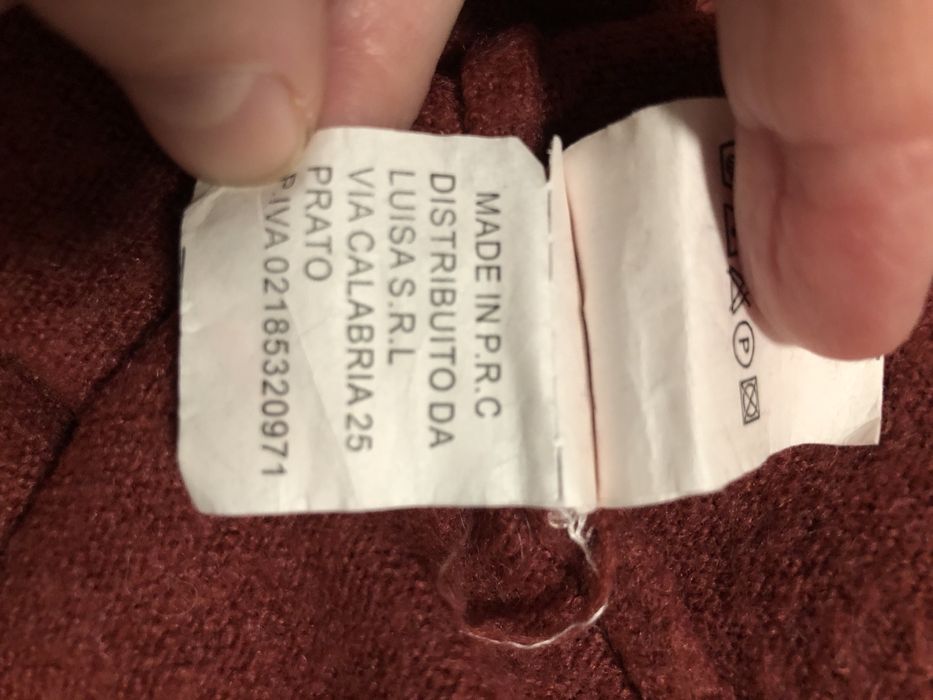 MADE IN P.R.C
DISTRIBUITO DA
LUISA S.R.L
VIA CALABRIA 25
PRATO
P.IVA 02185320971
P